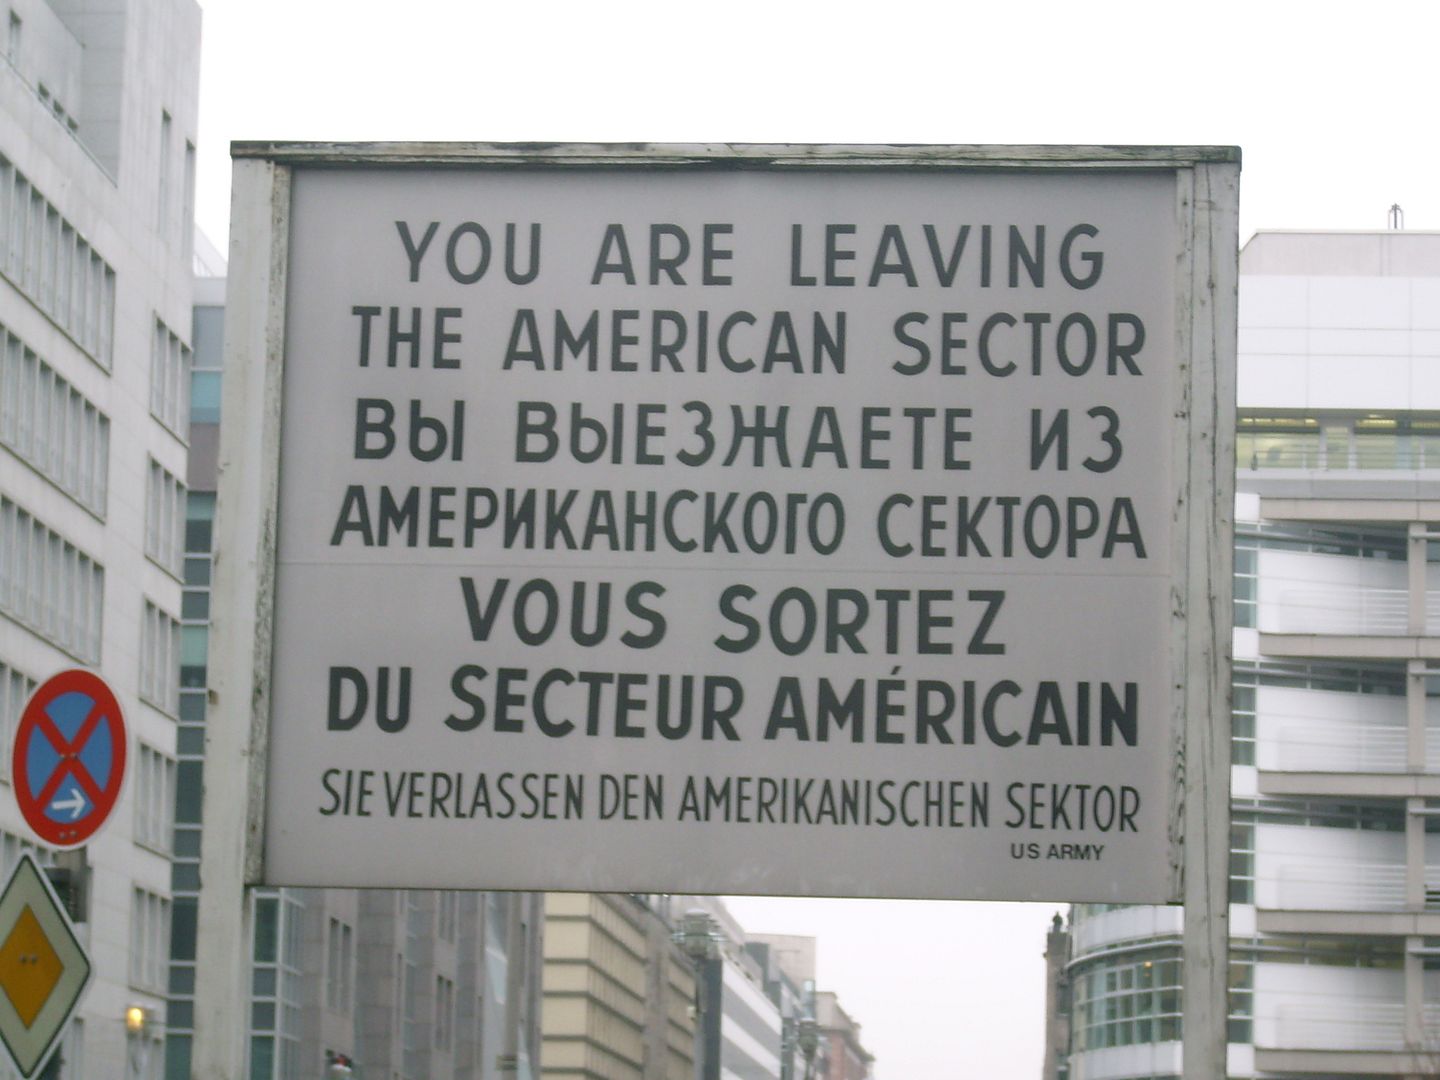 YOU ARE LEAVING
THE AMERICAN SECTOR
ВЫ ВЫЕЗЖАЕТЕ ИЗ
АМЕРИКАНСКОГО СЕКТОРА
VOUS SORTEZ
DU SECTEUR AMÉRICAIN
SIE VERLASSEN DEN AMERIKANISCHEN SEKTOR
US ARMY